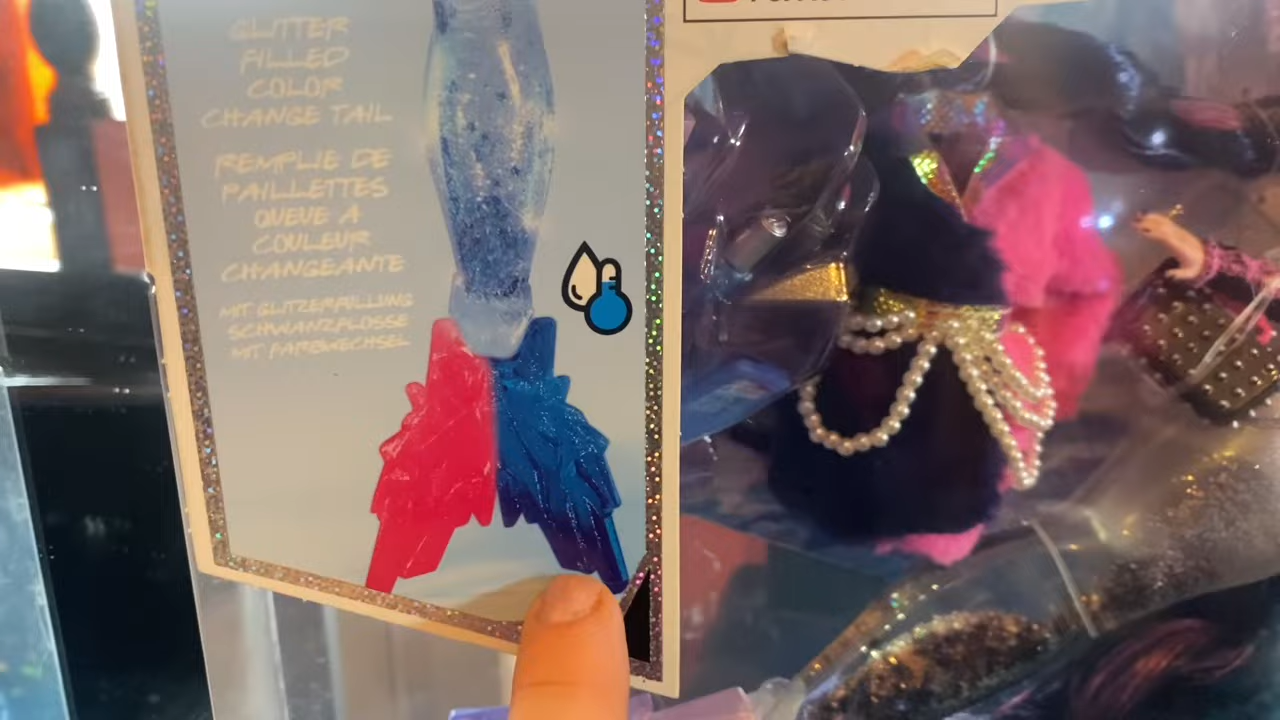 GLITTER
FILLED
COLOR
CHANGE TAIL
REMPLIE DE
PAILLETTES
QUEUE A
COULEUR
CHANGEANTE
MIT GLITZERFÜLLUNG
SCHWANZFLOSSE
MIT FARBWECHSEL